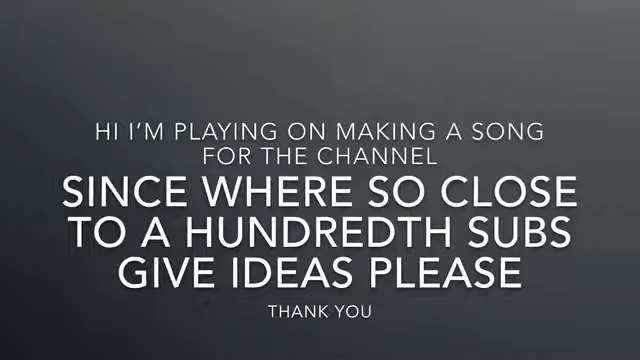 HI I'M PLAYING ON MAKING A SONG
FOR THE CHANNEL
SINCE WHERE SO CLOSE
TO A HUNDREDTH SUBS
GIVE IDEAS PLEASE
THANK YOU